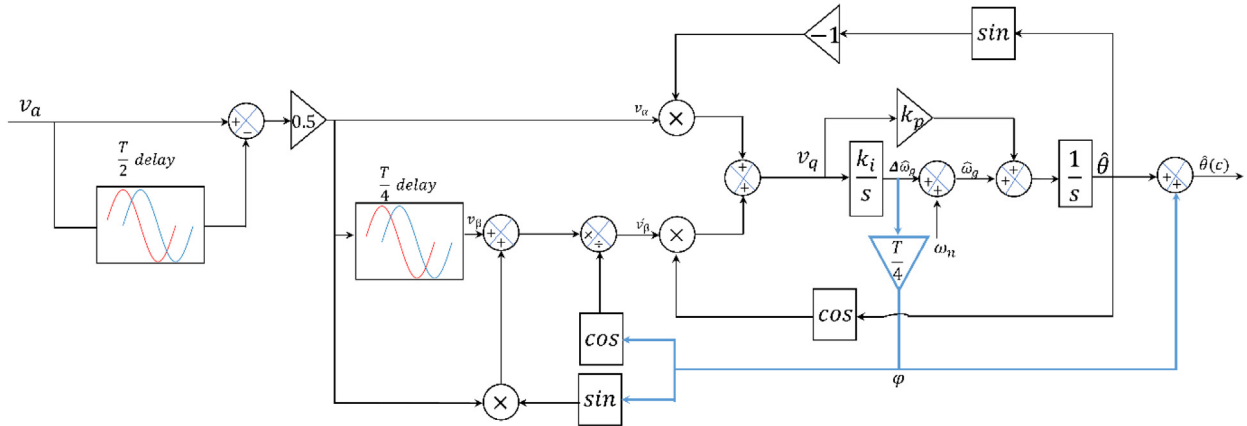 −1
sin
v_a
+
−
0.5
v_α
×
k_p
T/2 delay
T/4 delay
+
+
v_q
k_i/s
Δω̂_g
+
+
ω̂_g
+
+
1/s
θ̂
+
+
θ̂(c)
v_β
+
+
×
÷
v́_β
×
T/4
ω_n
cos
cos
φ
×
sin